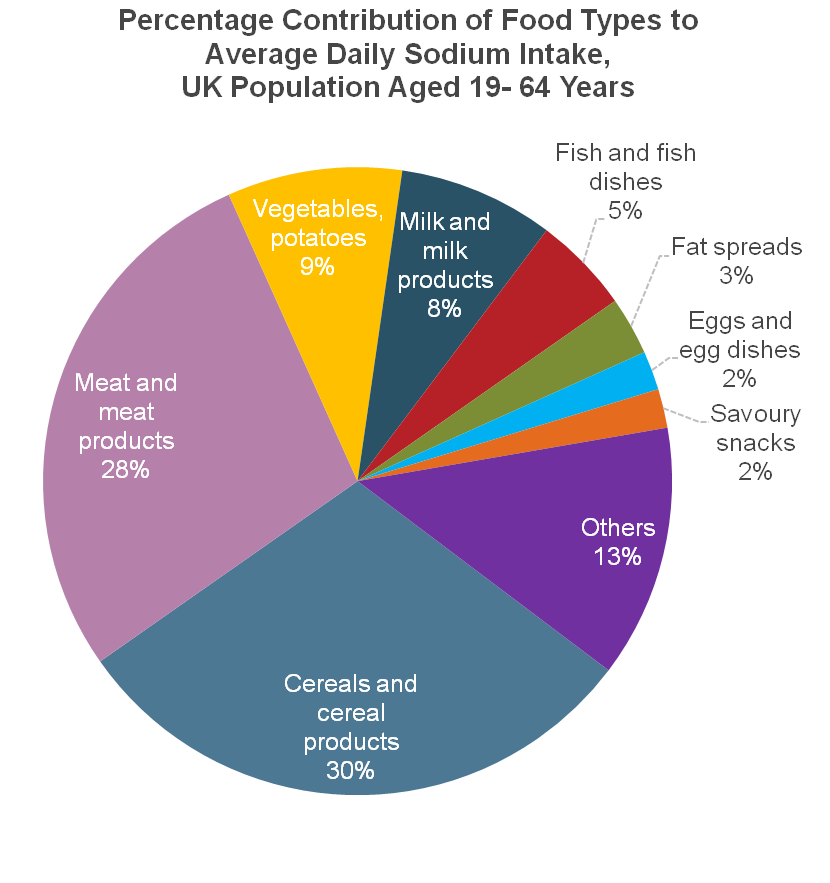 Percentage Contribution of Food Types to
Average Daily Sodium Intake,
UK Population Aged 19- 64 Years
Fish and fish
dishes
5%
Fat spreads
3%
Eggs and
egg dishes
2%
Savoury
snacks
2%
Others
13%
Cereals and
cereal
products
30%
Meat and
meat
products
28%
Vegetables,
potatoes
9%
Milk and
milk
products
8%